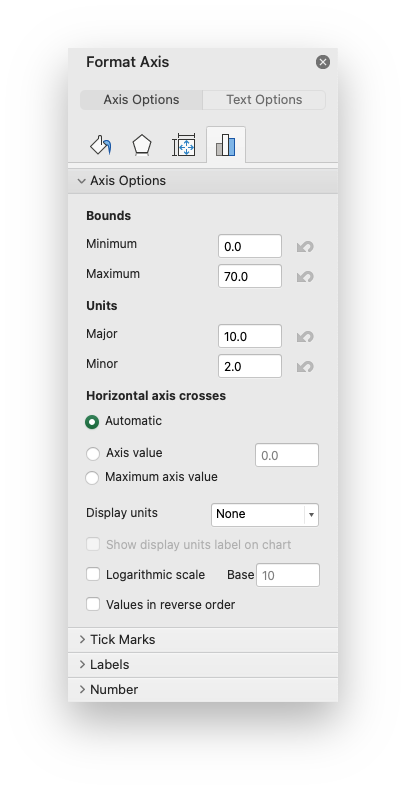 Format Axis
Axis Options Text Options
Axis Options
Bounds
Minimum 0.0
Maximum 70.0
Units
Major 10.0
Minor 2.0
Horizontal axis crosses
Automatic
Axis value 0.0
Maximum axis value
Display units None
Show display units label on chart
Logarithmic scale Base 10
Values in reverse order
Tick Marks
Labels
Number